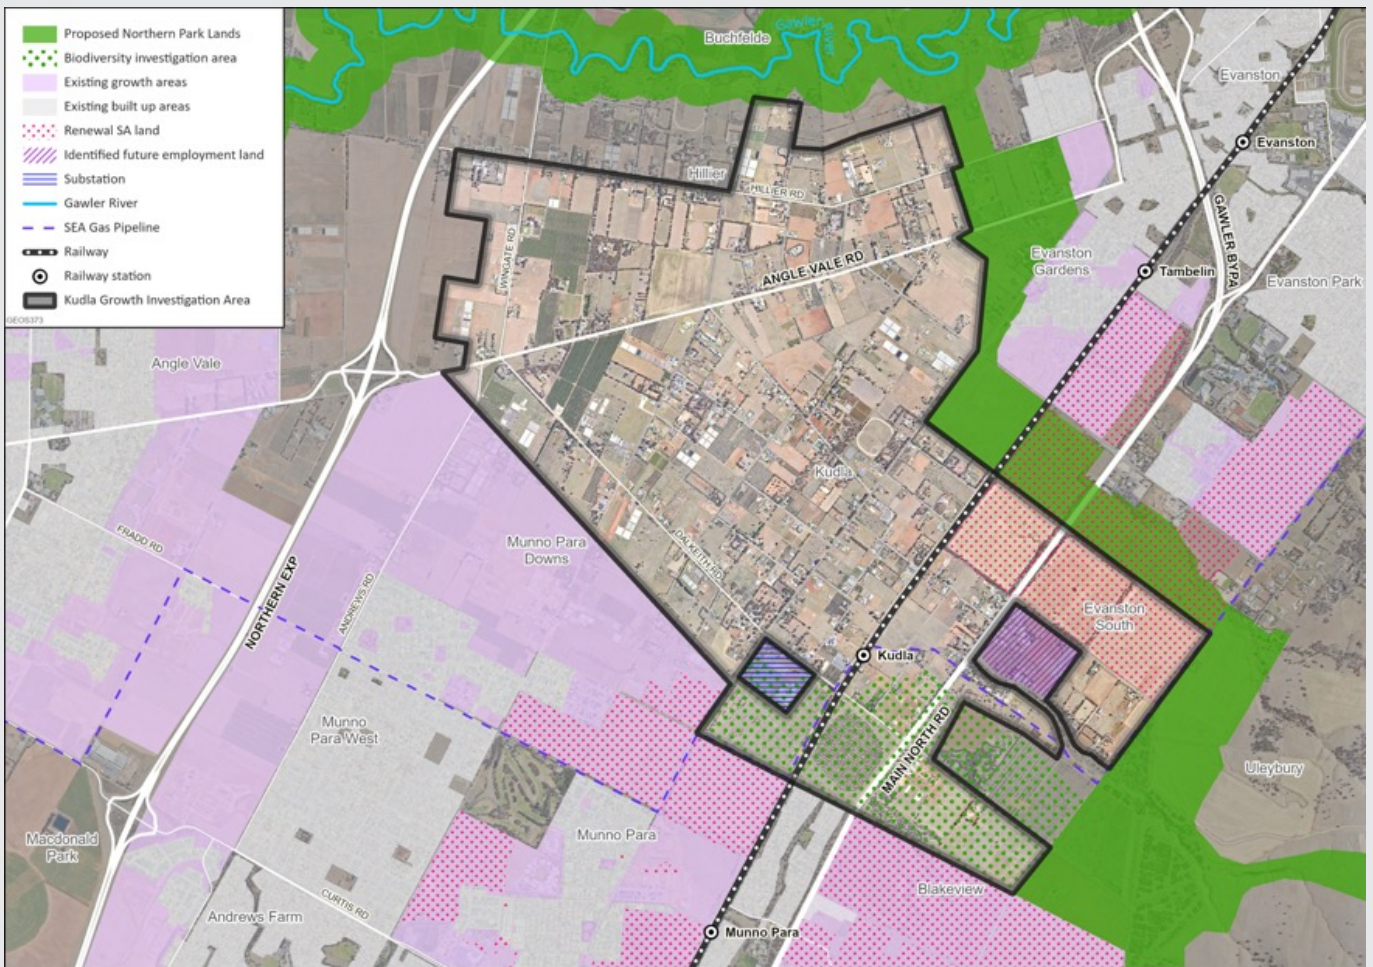 Proposed Northern Park Lands
Biodiversity investigation area
Existing growth areas
Existing built up areas
Renewal SA land
Identified future employment land
Substation
Gawler River
SEA Gas Pipeline
Railway
Railway station
Kudla Growth Investigation Area
GEOS373
Gawler
River
Buchfelde
Evanston
Evanston
Hillier
HILLIER RD
GAWLER BYPA
WINGATE RD
ANGLE VALE RD
Evanston
Gardens
Tambelin
Evanston Park
Angle Vale
Kudla
FRADD RD
Munno Para
Downs
DALKEITH RD
NORTHERN EXP
ANDREWS RD
Evanston
South
Kudla
MAIN NORTH RD
Munno
Para West
Uleybury
Macdonald
Park
Munno Para
Blakeview
CURTIS RD
Andrews Farm
Munno Para